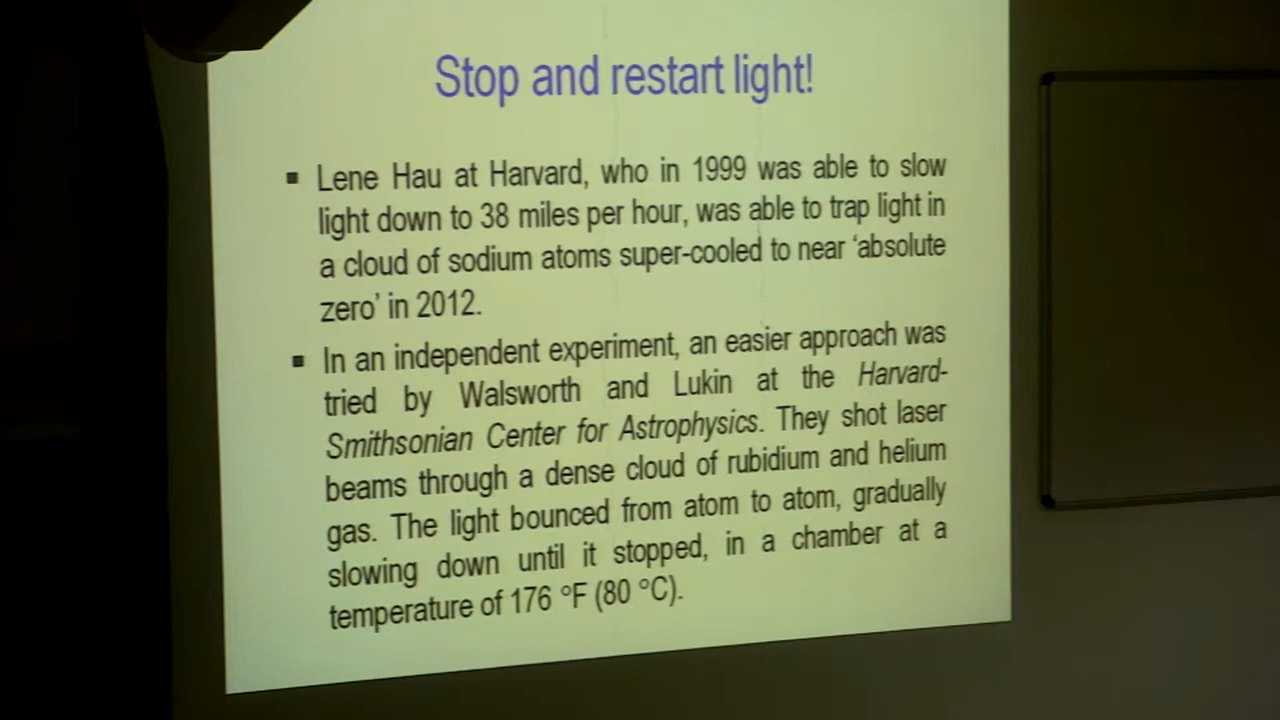 Stop and restart light!
▪ Lene Hau at Harvard, who in 1999 was able to slow
light down to 38 miles per hour, was able to trap light in
a cloud of sodium atoms super-cooled to near ‘absolute
zero’ in 2012.
▪ In an independent experiment, an easier approach was
tried by Walsworth and Lukin at the Harvard-
Smithsonian Center for Astrophysics. They shot laser
beams through a dense cloud of rubidium and helium
gas. The light bounced from atom to atom, gradually
slowing down until it stopped, in a chamber at a
temperature of 176 °F (80 °C).